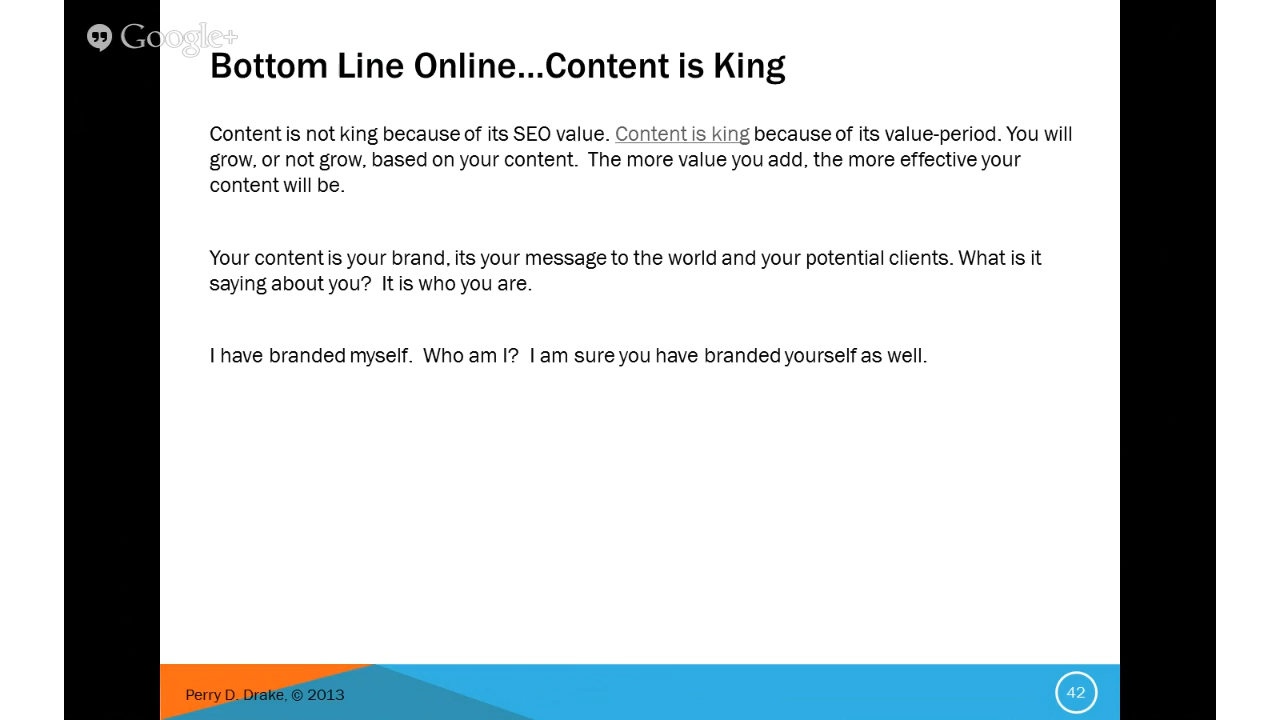 Google+
Bottom Line Online...Content is King
Content is not king because of its SEO value. Content is king because of its value-period. You will
grow, or not grow, based on your content.  The more value you add, the more effective your
content will be.
Your content is your brand, its your message to the world and your potential clients. What is it
saying about you?  It is who you are.
I have branded myself.  Who am I?  I am sure you have branded yourself as well.
Perry D. Drake, © 2013
42